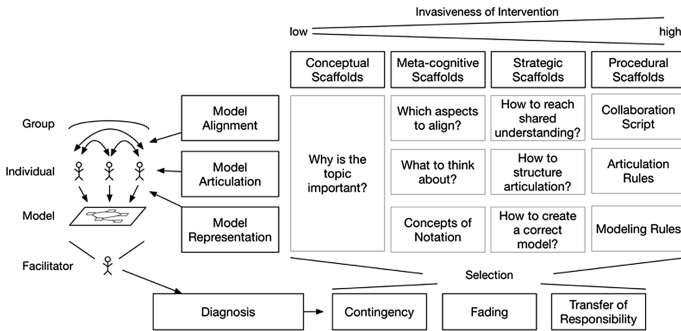 Invasiveness of Intervention
low
high
Conceptual
Scaffolds
Meta-cognitive
Scaffolds
Strategic
Scaffolds
Procedural
Scaffolds
Group
Model
Alignment
Why is the
topic
important?
Which aspects
to align?
How to reach
shared
understanding?
Collaboration
Script
Individual
Model
Articulation
What to think
about?
How to
structure
articulation?
Articulation
Rules
Model
Model
Representation
Concepts of
Notation
How to create
a correct
model?
Modeling Rules
Facilitator
Selection
Diagnosis
Contingency
Fading
Transfer of
Responsibility